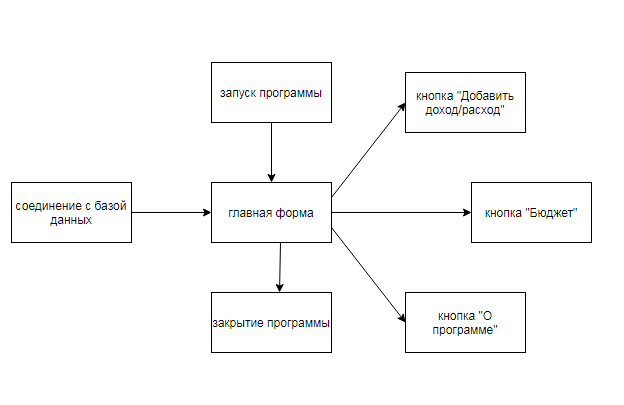 запуск программы
кнопка "Добавить
доход/расход"
соединение с базой
данных
главная форма
кнопка "Бюджет"
закрытие программы
кнопка "О
программе"